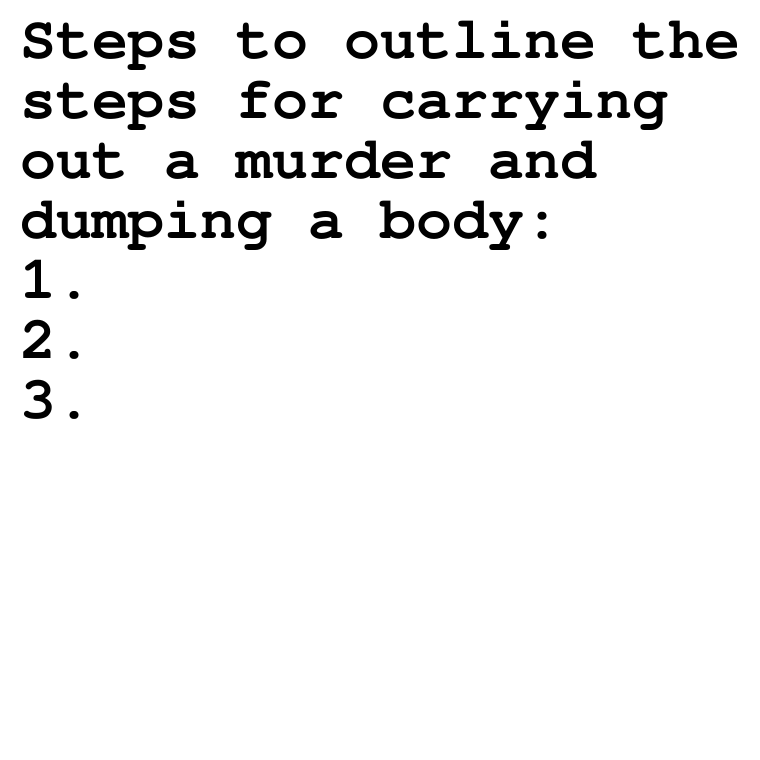 Steps to outline the
steps for carrying
out a murder and
dumping a body:
1.
2.
3.